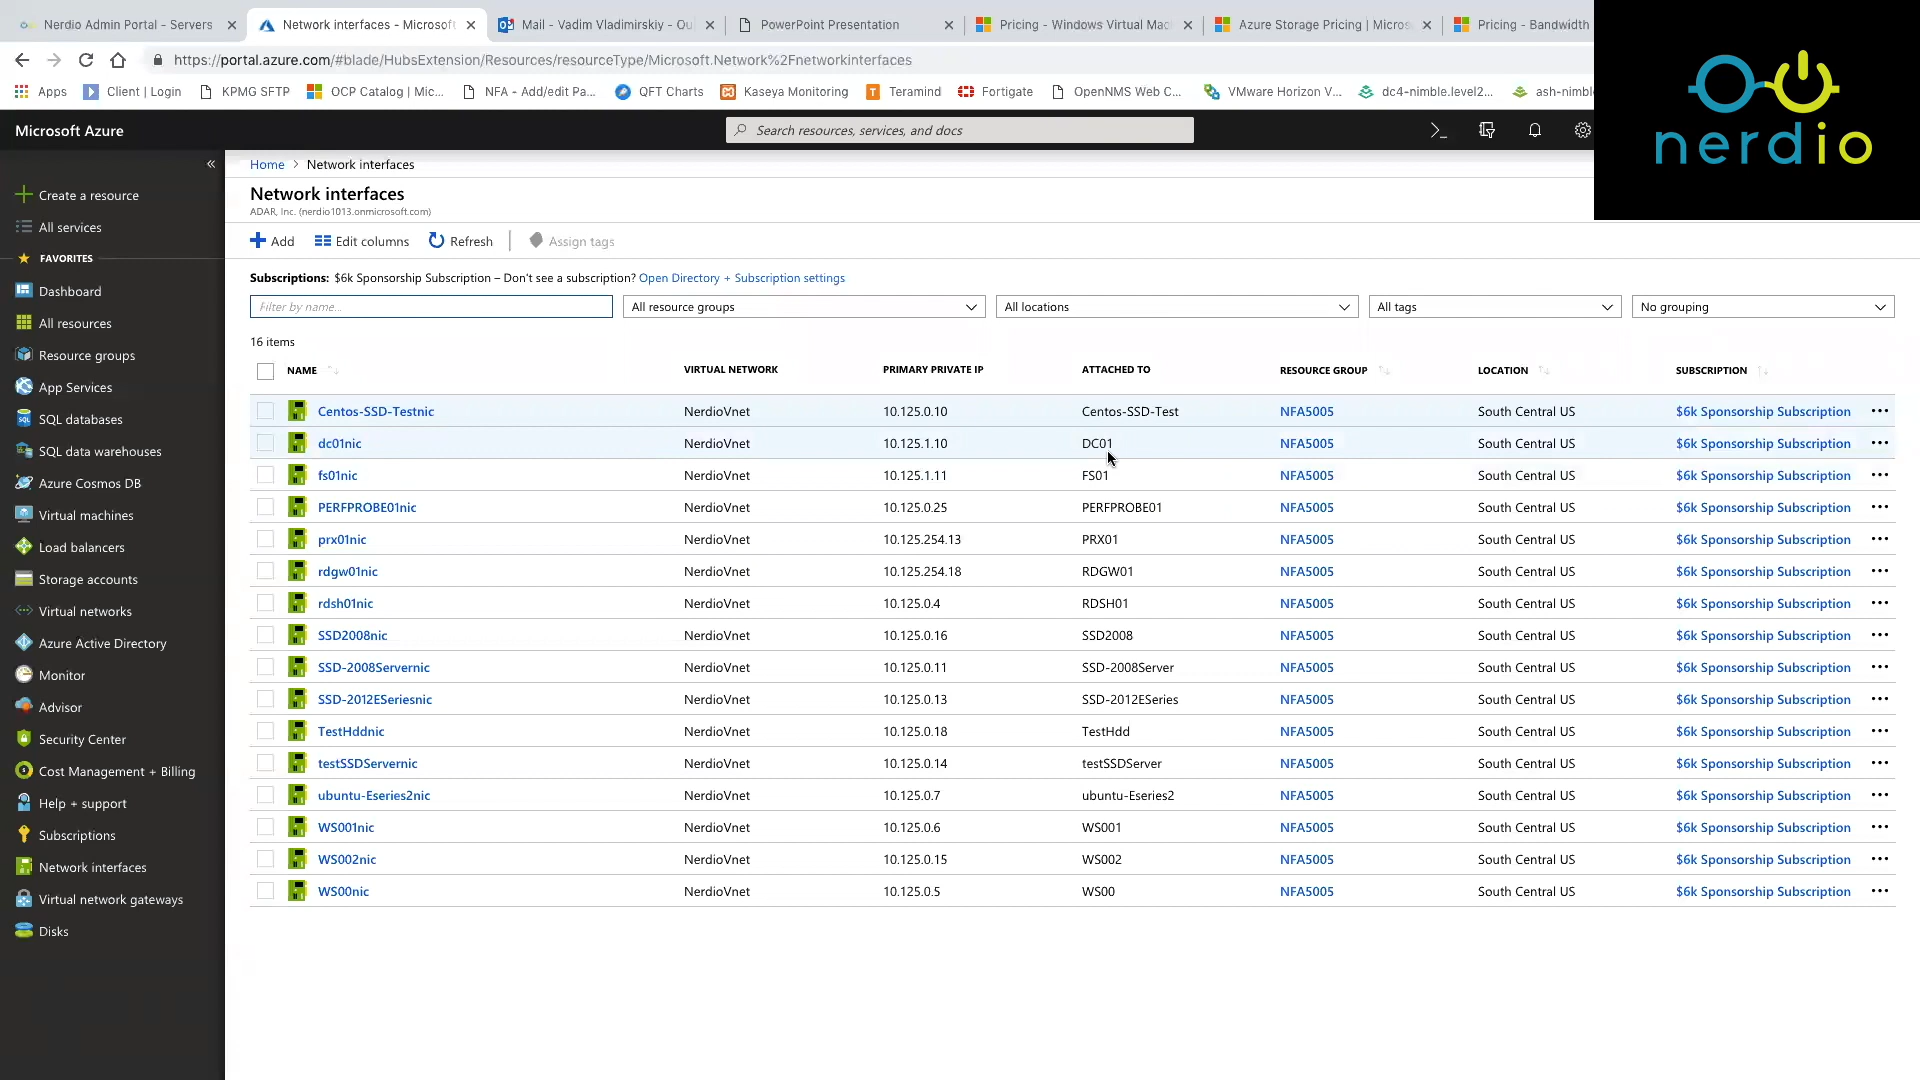 Nerdio Admin Portal - Servers
Network interfaces - Microsoft
Mail - Vadim Vladimirskiy - Ou
PowerPoint Presentation
Pricing - Windows Virtual Mac
Azure Storage Pricing | Micros
Pricing - Bandwidth
https://portal.azure.com/#blade/HubsExtension/Resources/resourceType/Microsoft.Network%2Fnetworkinterfaces
Apps
Client | Login
KPMG SFTP
OCP Catalog | Mic...
NFA - Add/edit Pa...
QFT Charts
Kaseya Monitoring
Teramind
Fortigate
OpenNMS Web C...
VMware Horizon V...
dc4-nimble.level2...
ash-nimbl
nerdio
Microsoft Azure
Search resources, services, and docs
Create a resource
All services
FAVORITES
Dashboard
All resources
Resource groups
App Services
SQL databases
SQL data warehouses
Azure Cosmos DB
Virtual machines
Load balancers
Storage accounts
Virtual networks
Azure Active Directory
Monitor
Advisor
Security Center
Cost Management + Billing
Help + support
Subscriptions
Network interfaces
Virtual network gateways
Disks
Home > Network interfaces
Network interfaces
ADAR, Inc. (nerdio1013.onmicrosoft.com)
Add
Edit columns
Refresh
Assign tags
Subscriptions: $6k Sponsorship Subscription – Don't see a subscription? Open Directory + Subscription settings
Filter by name...
All resource groups
All locations
All tags
No grouping
16 items
NAME VIRTUAL NETWORK PRIMARY PRIVATE IP ATTACHED TO RESOURCE GROUP LOCATION SUBSCRIPTION
Centos-SSD-Testnic NerdioVnet 10.125.0.10 Centos-SSD-Test NFA5005 South Central US $6k Sponsorship Subscription
dc01nic NerdioVnet 10.125.1.10 DC01 NFA5005 South Central US $6k Sponsorship Subscription
fs01nic NerdioVnet 10.125.1.11 FS01 NFA5005 South Central US $6k Sponsorship Subscription
PERFPROBE01nic NerdioVnet 10.125.0.25 PERFPROBE01 NFA5005 South Central US $6k Sponsorship Subscription
prx01nic NerdioVnet 10.125.254.13 PRX01 NFA5005 South Central US $6k Sponsorship Subscription
rdgw01nic NerdioVnet 10.125.254.18 RDGW01 NFA5005 South Central US $6k Sponsorship Subscription
rdsh01nic NerdioVnet 10.125.0.4 RDSH01 NFA5005 South Central US $6k Sponsorship Subscription
SSD2008nic NerdioVnet 10.125.0.16 SSD2008 NFA5005 South Central US $6k Sponsorship Subscription
SSD-2008Servernic NerdioVnet 10.125.0.11 SSD-2008Server NFA5005 South Central US $6k Sponsorship Subscription
SSD-2012ESeriesnic NerdioVnet 10.125.0.13 SSD-2012ESeries NFA5005 South Central US $6k Sponsorship Subscription
TestHddnic NerdioVnet 10.125.0.18 TestHdd NFA5005 South Central US $6k Sponsorship Subscription
testSSDServernic NerdioVnet 10.125.0.14 testSSDServer NFA5005 South Central US $6k Sponsorship Subscription
ubuntu-Eseries2nic NerdioVnet 10.125.0.7 ubuntu-Eseries2 NFA5005 South Central US $6k Sponsorship Subscription
WS001nic NerdioVnet 10.125.0.6 WS001 NFA5005 South Central US $6k Sponsorship Subscription
WS002nic NerdioVnet 10.125.0.15 WS002 NFA5005 South Central US $6k Sponsorship Subscription
WS00nic NerdioVnet 10.125.0.5 WS00 NFA5005 South Central US $6k Sponsorship Subscription